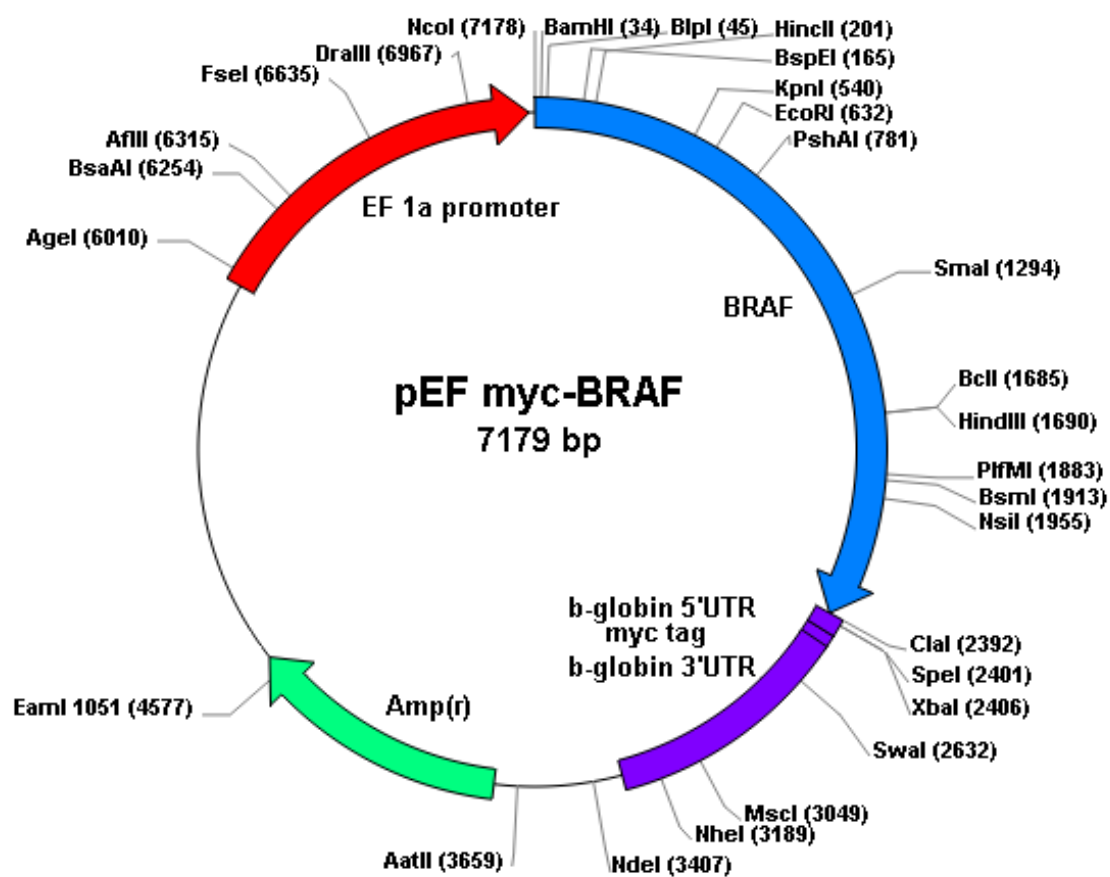 NcoI (7178)
BamHI (34)
BlpI (45)
HincII (201)
BspEI (165)
DraIII (6967)
FseI (6635)
KpnI (540)
EcoRI (632)
PshAI (781)
AflII (6315)
BsaAI (6254)
EF 1a promoter
AgeI (6010)
SmaI (1294)
BRAF
pEF myc-BRAF
7179 bp
BclI (1685)
HindIII (1690)
PlfMI (1883)
BsmI (1913)
NsiI (1955)
b-globin 5'UTR
myc tag
b-globin 3'UTR
ClaI (2392)
SpeI (2401)
XbaI (2406)
EamI 1051 (4577)
Amp(r)
SwaI (2632)
MscI (3049)
NheI (3189)
AatII (3659)
NdeI (3407)